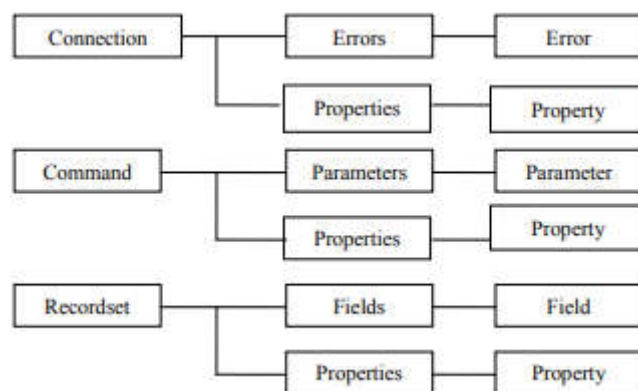 Connection Errors Error
Properties Property
Command Parameters Parameter
Properties Property
Recordset Fields Field
Properties Property